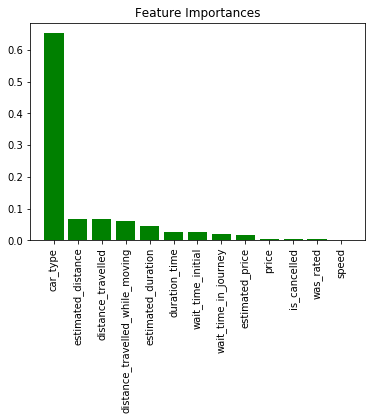 Feature Importances
0.6
0.5
0.4
0.3
0.2
0.1
0.0
car_type
estimated_distance
distance_travelled
distance_travelled_while_moving
estimated_duration
duration_time
wait_time_initial
wait_time_in_journey
estimated_price
price
is_cancelled
was_rated
speed